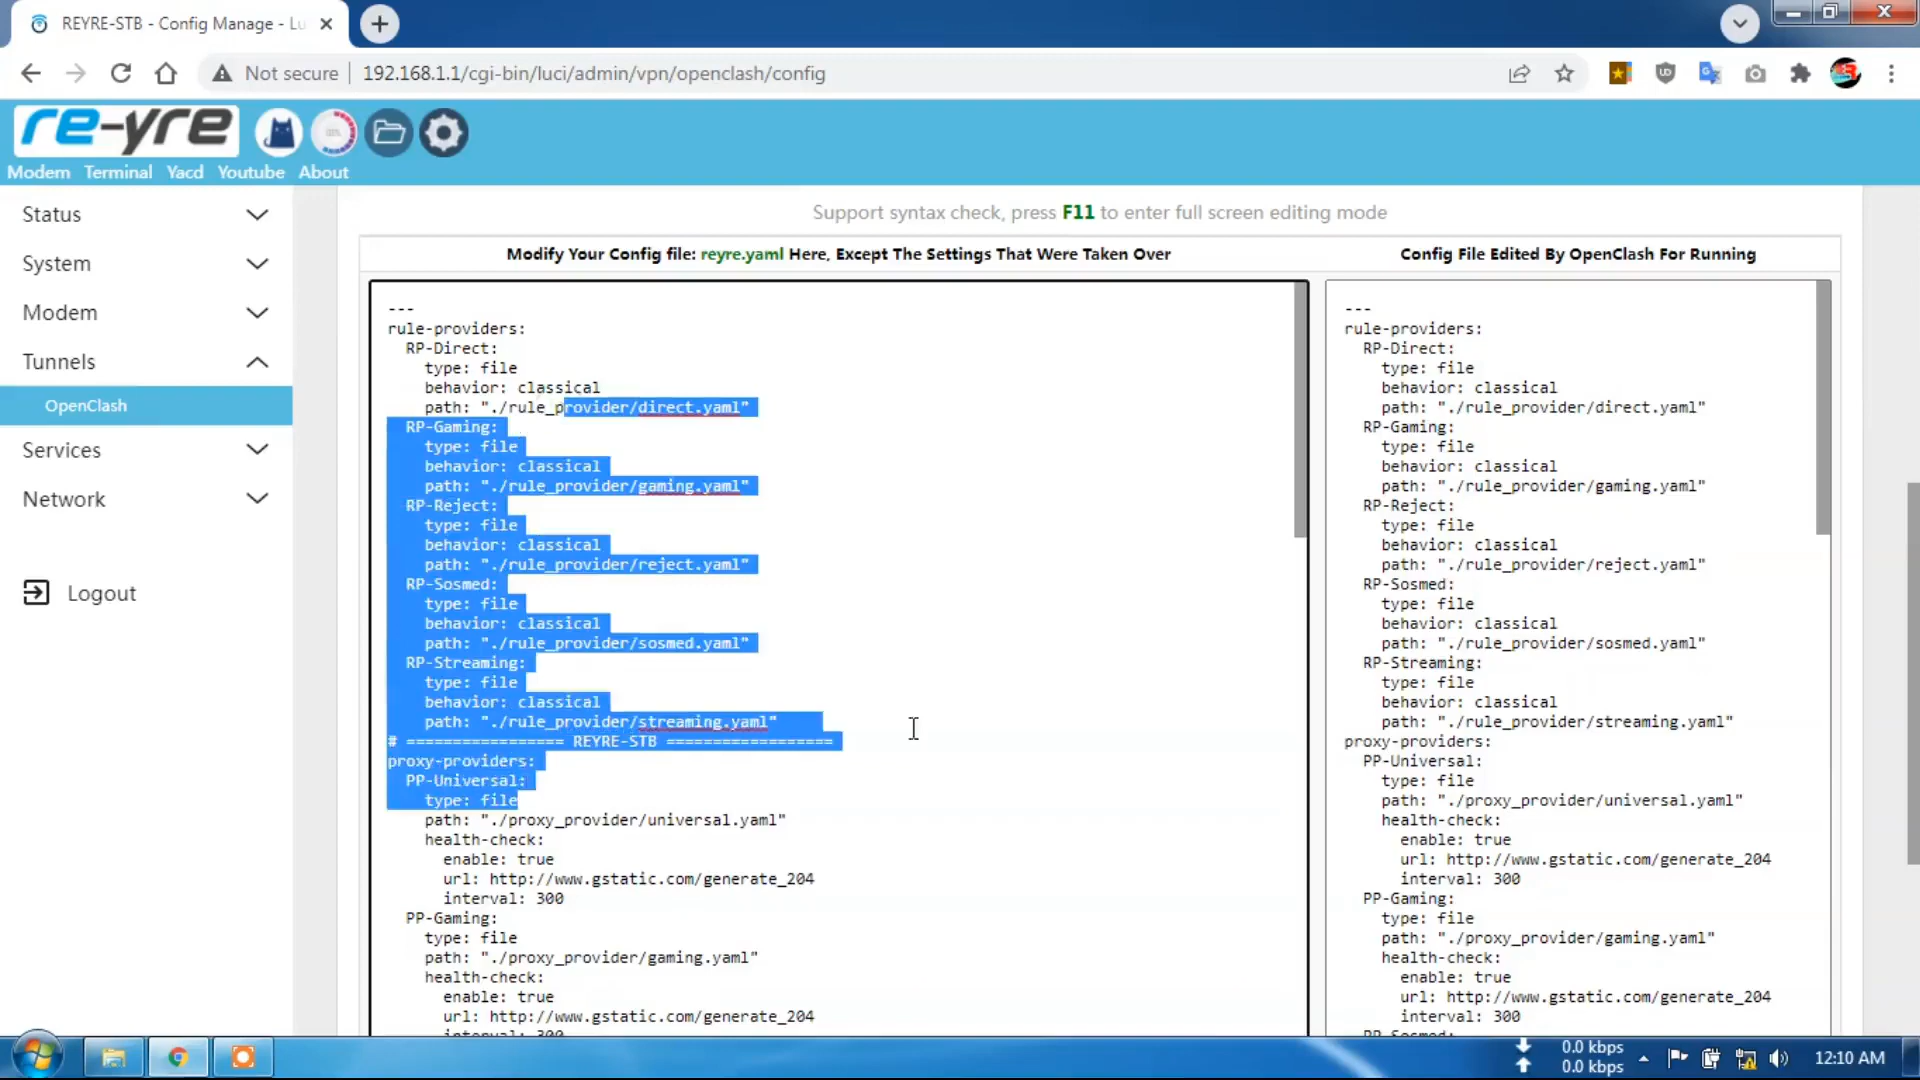 REYRE-STB - Config Manage - Lu
Not secure
192.168.1.1/cgi-bin/luci/admin/vpn/openclash/config
re-yre
Modem Terminal Yacd Youtube About
Status
System
Modem
Tunnels
OpenClash
Services
Network
Logout
Support syntax check, press F11 to enter full screen editing mode
Modify Your Config file: reyre.yaml Here, Except The Settings That Were Taken Over
---
rule-providers:
RP-Direct:
type: file
behavior: classical
path: "./rule_provider/direct.yaml"
RP-Gaming:
type: file
behavior: classical
path: "./rule_provider/gaming.yaml"
RP-Reject:
type: file
behavior: classical
path: "./rule_provider/reject.yaml"
RP-Sosmed:
type: file
behavior: classical
path: "./rule_provider/sosmed.yaml"
RP-Streaming:
type: file
behavior: classical
path: "./rule_provider/streaming.yaml"
# ================= REYRE-STB ==================
proxy-providers:
PP-Universal:
type: file
path: "./proxy_provider/universal.yaml"
health-check:
enable: true
url: http://www.gstatic.com/generate_204
interval: 300
PP-Gaming:
type: file
path: "./proxy_provider/gaming.yaml"
health-check:
enable: true
url: http://www.gstatic.com/generate_204
interval: 300
Config File Edited By OpenClash For Running
---
rule-providers:
RP-Direct:
type: file
behavior: classical
path: "./rule_provider/direct.yaml"
RP-Gaming:
type: file
behavior: classical
path: "./rule_provider/gaming.yaml"
RP-Reject:
type: file
behavior: classical
path: "./rule_provider/reject.yaml"
RP-Sosmed:
type: file
behavior: classical
path: "./rule_provider/sosmed.yaml"
RP-Streaming:
type: file
behavior: classical
path: "./rule_provider/streaming.yaml"
proxy-providers:
PP-Universal:
type: file
path: "./proxy_provider/universal.yaml"
health-check:
enable: true
url: http://www.gstatic.com/generate_204
interval: 300
PP-Gaming:
type: file
path: "./proxy_provider/gaming.yaml"
health-check:
enable: true
url: http://www.gstatic.com/generate_204
interval: 300
PP-Sosmed:
0.0 kbps
0.0 kbps
12:10 AM